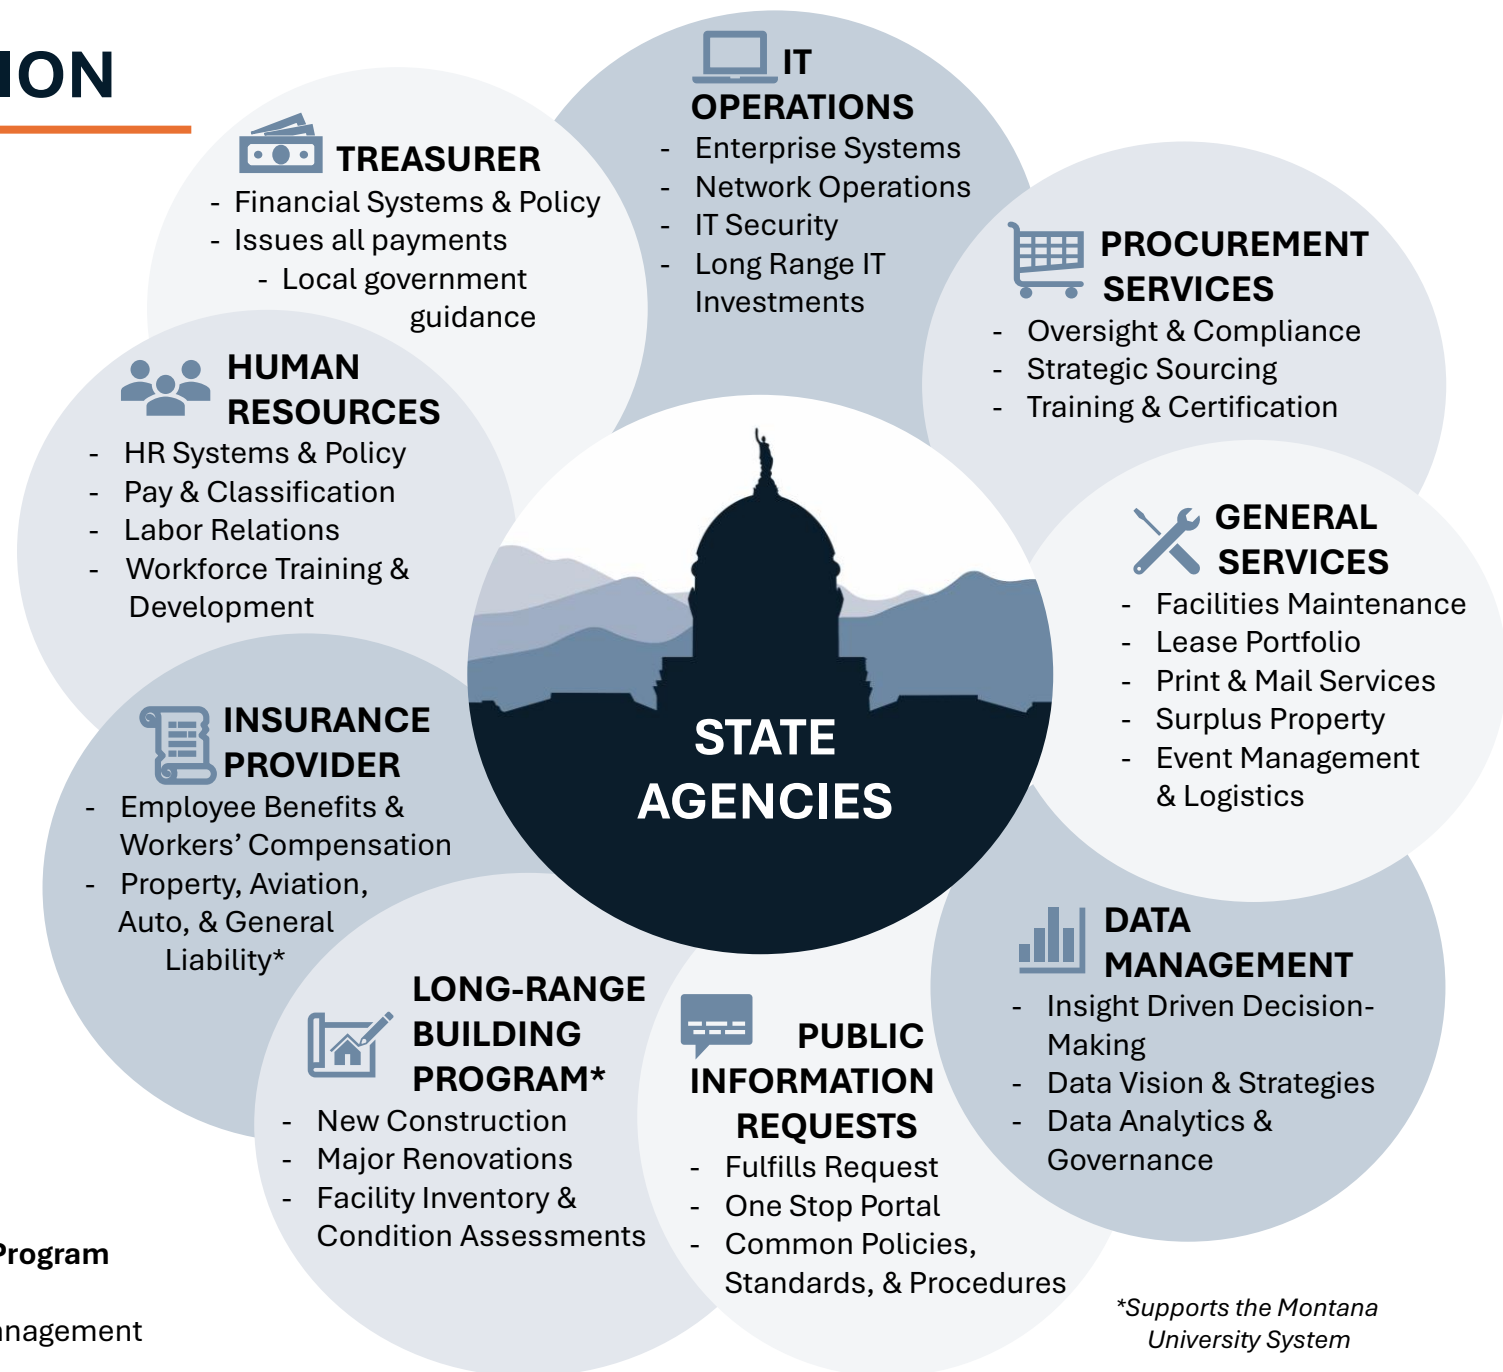 ION
IT
OPERATIONS
- Enterprise Systems
- Network Operations
- IT Security
- Long Range IT
Investments
TREASURER
- Financial Systems & Policy
- Issues all payments
- Local government
guidance
PROCUREMENT
SERVICES
- Oversight & Compliance
- Strategic Sourcing
- Training & Certification
HUMAN
RESOURCES
- HR Systems & Policy
- Pay & Classification
- Labor Relations
- Workforce Training &
Development
GENERAL
SERVICES
- Facilities Maintenance
- Lease Portfolio
- Print & Mail Services
- Surplus Property
- Event Management
& Logistics
STATE
AGENCIES
INSURANCE
PROVIDER
- Employee Benefits &
Workers’ Compensation
- Property, Aviation,
Auto, & General
Liability*
DATA
MANAGEMENT
- Insight Driven Decision-
Making
- Data Vision & Strategies
- Data Analytics &
Governance
LONG-RANGE
BUILDING
PROGRAM*
- New Construction
- Major Renovations
- Facility Inventory &
Condition Assessments
PUBLIC
INFORMATION
REQUESTS
- Fulfills Request
- One Stop Portal
- Common Policies,
Standards, & Procedures
Program
nagement
*Supports the Montana
University System